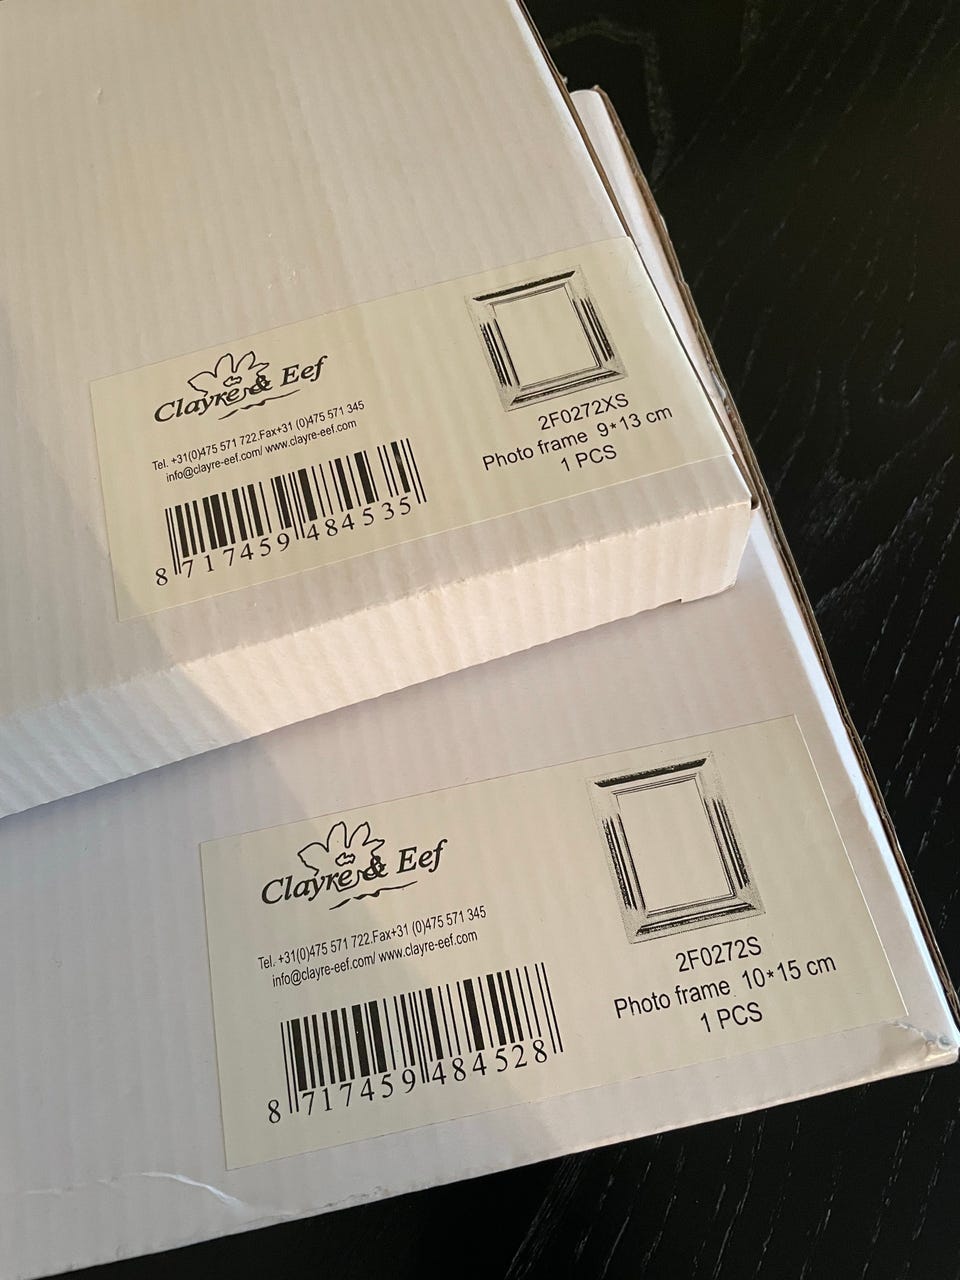 Clayre & Eef
Tel. +31(0)475 571 722.Fax+31 (0)475 571 345
info@clayre-eef.com/ www.clayre-eef.com
8 717459 484535
2F0272XS
Photo frame 9*13 cm
1 PCS
Clayre & Eef
Tel. +31(0)475 571 722.Fax+31 (0)475 571 345
info@clayre-eef.com/ www.clayre-eef.com
8 717459 484528
2F0272S
Photo frame 10*15 cm
1 PCS